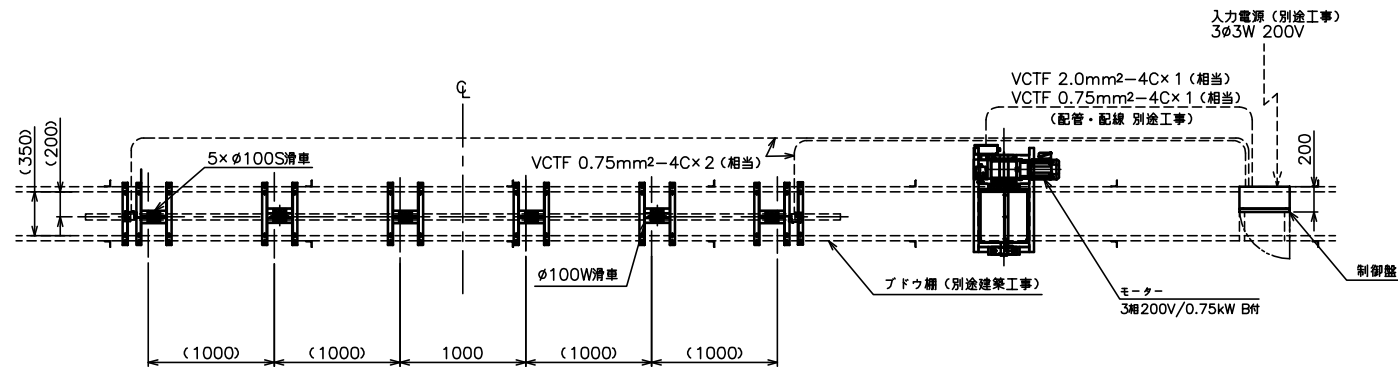 入力電源（別途工事）
3φ3W 200V
VCTF 2.0mm²-4C×1（相当）
VCTF 0.75mm²-4C×1（相当）
（配管・配線 別途工事）
℄
(350)
(200)
5×φ100S滑車
VCTF 0.75mm²-4C×2（相当）
200
φ100W滑車
ブドウ棚（別途建築工事）
モーター
3相200V/0.75kW B付
制御盤
(1000)
(1000)
1000
(1000)
(1000)